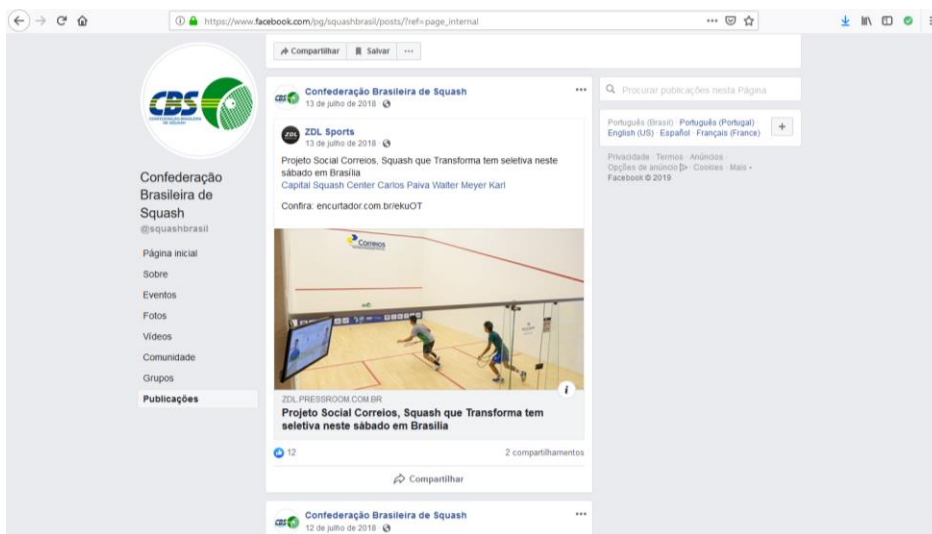 https://www.facebook.com/pg/squashbrasil/posts/?ref=page_internal
CBS
CONFEDERAÇÃO BRASILEIRA
DE SQUASH
Confederação
Brasileira de
Squash
@squashbrasil
Página inicial
Sobre
Eventos
Fotos
Vídeos
Comunidade
Grupos
Publicações
Compartilhar
Salvar
Confederação Brasileira de Squash
13 de julho de 2018
ZDL Sports
13 de julho de 2018
Projeto Social Correios, Squash que Transforma tem seletiva neste
sábado em Brasília
Capital Squash Center Carlos Paiva Walter Meyer Karl
Confira: encurtador.com.br/ekuOT
Correios
ZDL.PRESSROOM.COM.BR
Projeto Social Correios, Squash que Transforma tem
seletiva neste sábado em Brasília
12
2 compartilhamentos
Compartilhar
Confederação Brasileira de Squash
12 de julho de 2018
Procurar publicações nesta Página
Português (Brasil) · Português (Portugal) ·
English (US) · Español · Français (France)
Privacidade · Termos · Anúncios ·
Opções de anúncio · Cookies · Mais
Facebook © 2019